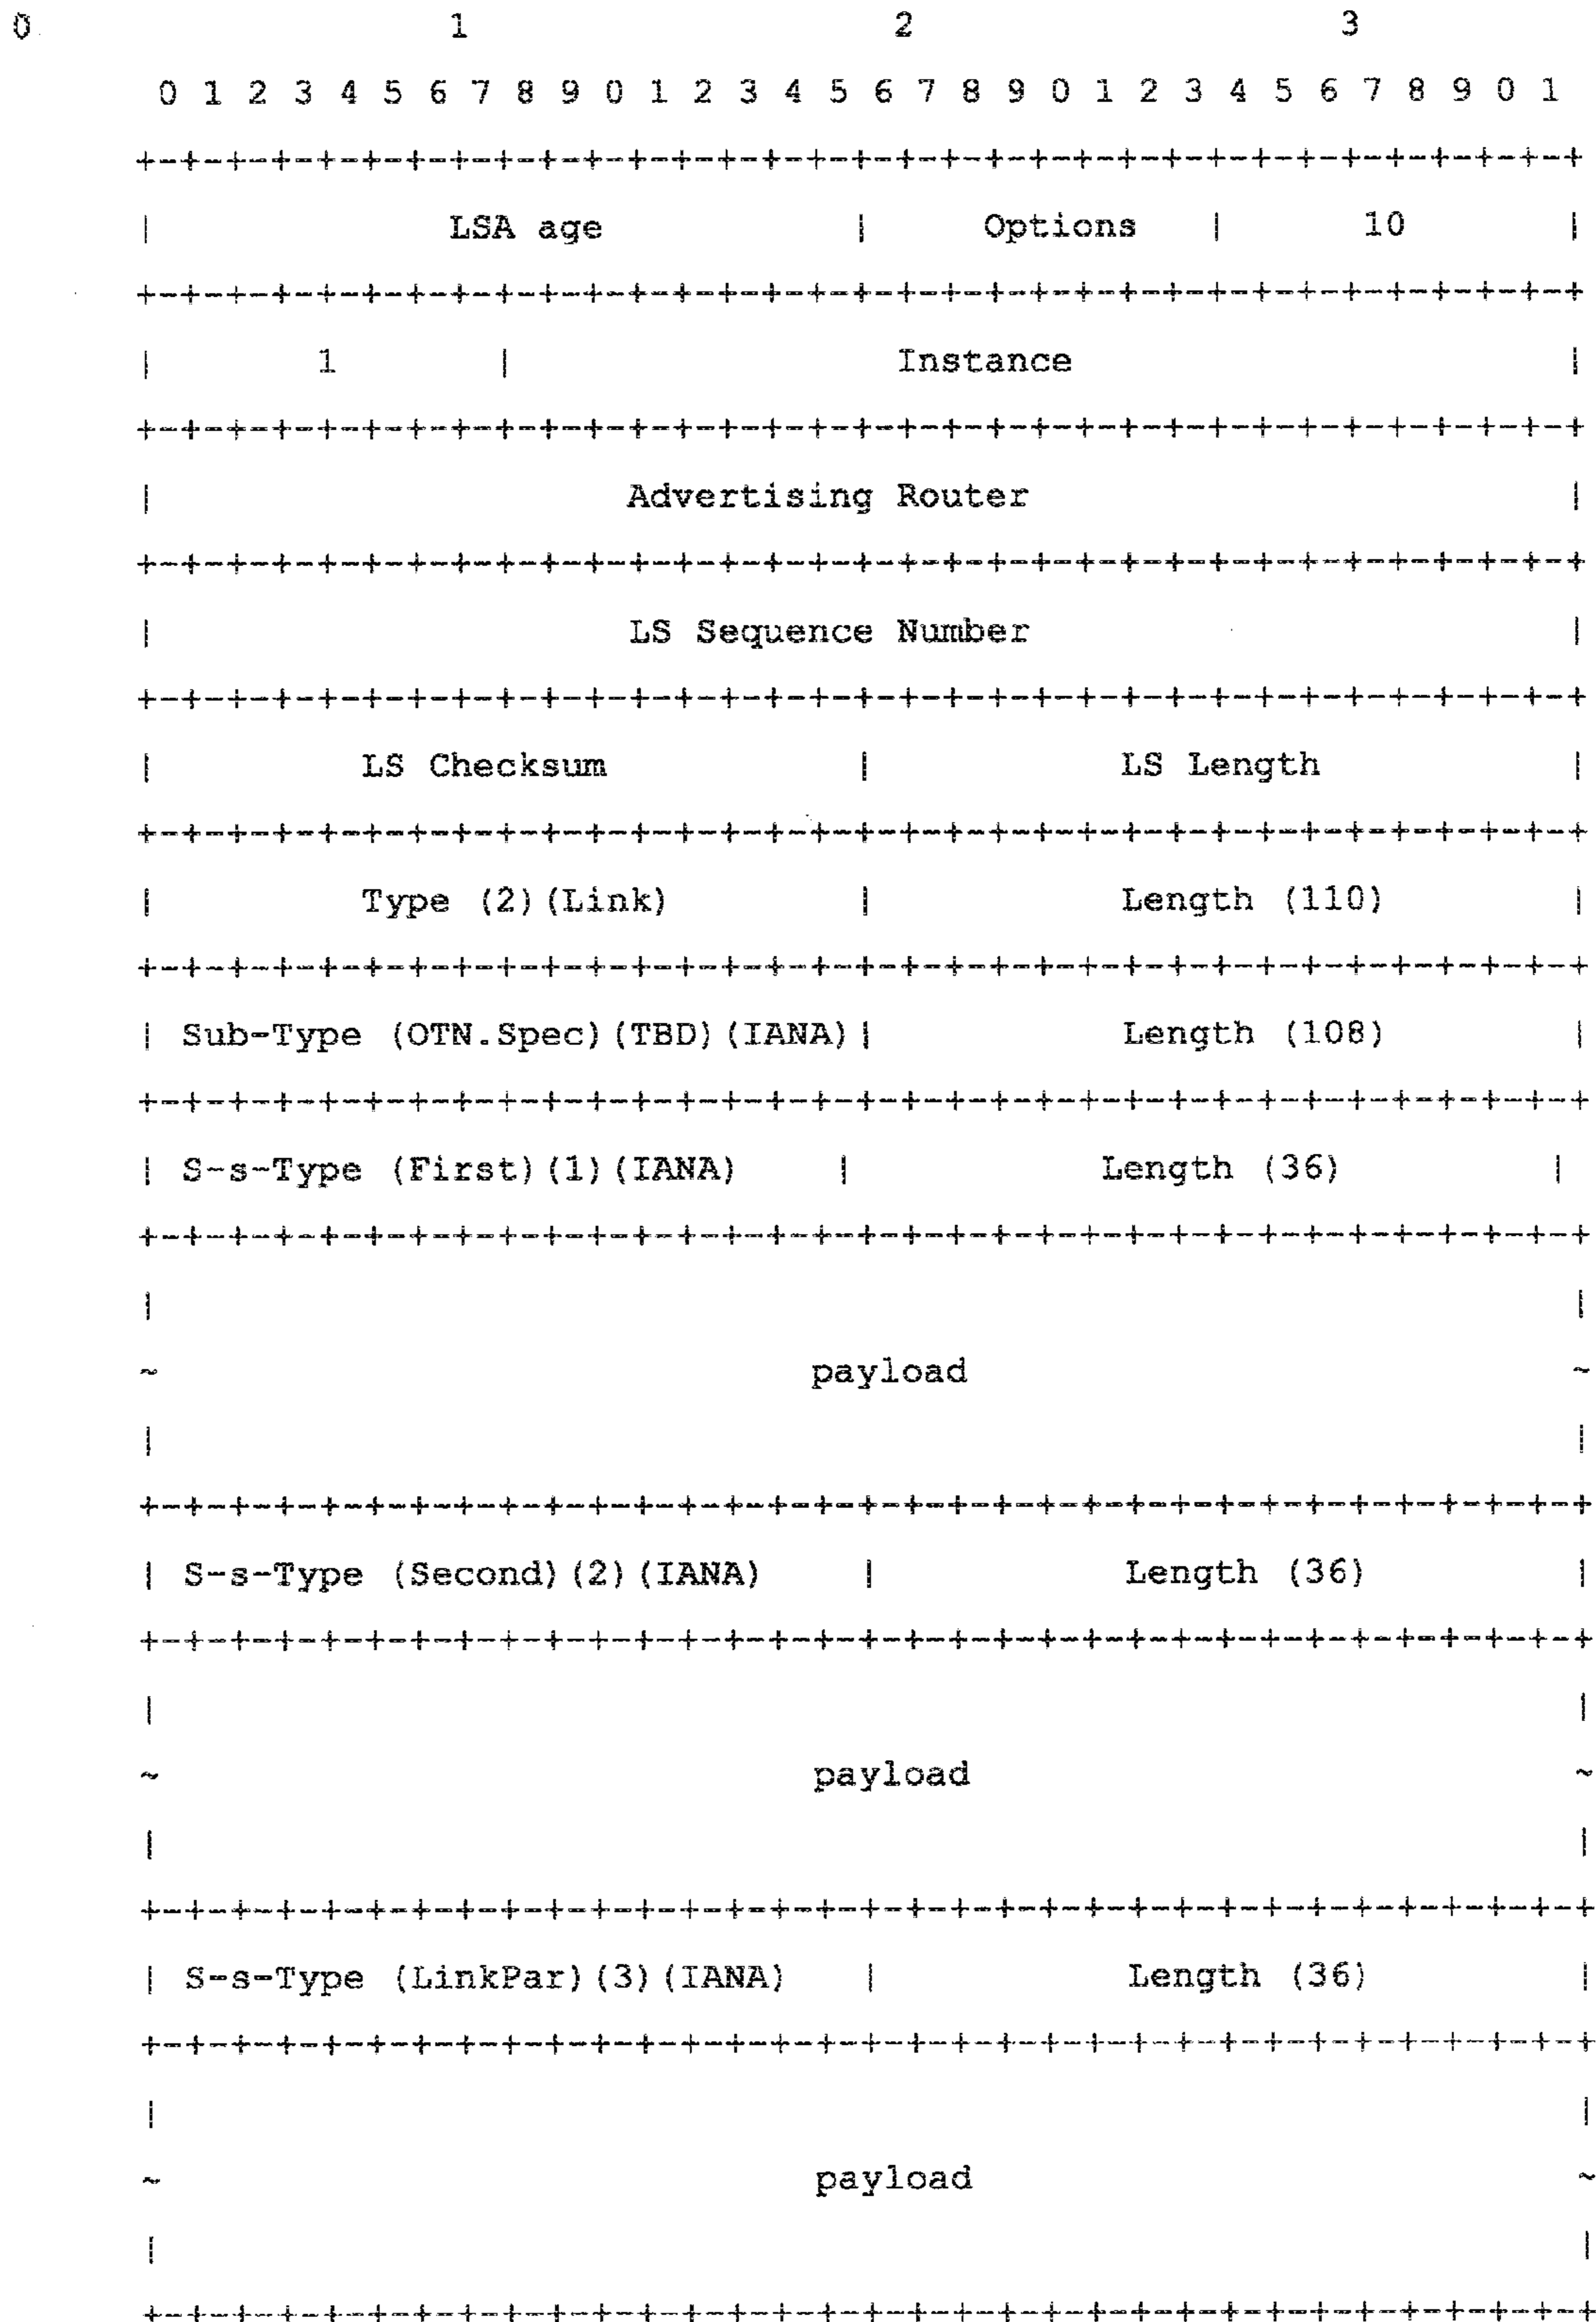 0 1 2 3
0 1 2 3 4 5 6 7 8 9 0 1 2 3 4 5 6 7 8 9 0 1 2 3 4 5 6 7 8 9 0 1
+-+-+-+-+-+-+-+-+-+-+-+-+-+-+-+-+-+-+-+-+-+-+-+-+-+-+-+-+-+-+-+-+
| LSA age | Options | 10 |
+-+-+-+-+-+-+-+-+-+-+-+-+-+-+-+-+-+-+-+-+-+-+-+-+-+-+-+-+-+-+-+-+
| 1 | Instance |
+-+-+-+-+-+-+-+-+-+-+-+-+-+-+-+-+-+-+-+-+-+-+-+-+-+-+-+-+-+-+-+-+
| Advertising Router |
+-+-+-+-+-+-+-+-+-+-+-+-+-+-+-+-+-+-+-+-+-+-+-+-+-+-+-+-+-+-+-+-+
| LS Sequence Number |
+-+-+-+-+-+-+-+-+-+-+-+-+-+-+-+-+-+-+-+-+-+-+-+-+-+-+-+-+-+-+-+-+
| LS Checksum | LS Length |
+-+-+-+-+-+-+-+-+-+-+-+-+-+-+-+-+-+-+-+-+-+-+-+-+-+-+-+-+-+-+-+-+
| Type (2)(Link) | Length (110) |
+-+-+-+-+-+-+-+-+-+-+-+-+-+-+-+-+-+-+-+-+-+-+-+-+-+-+-+-+-+-+-+-+
| Sub-Type (OTN.Spec)(TBD)(IANA)| Length (108) |
+-+-+-+-+-+-+-+-+-+-+-+-+-+-+-+-+-+-+-+-+-+-+-+-+-+-+-+-+-+-+-+-+
| S-s-Type (First)(1)(IANA) | Length (36) |
+-+-+-+-+-+-+-+-+-+-+-+-+-+-+-+-+-+-+-+-+-+-+-+-+-+-+-+-+-+-+-+-+
| |
~ payload ~
| |
+-+-+-+-+-+-+-+-+-+-+-+-+-+-+-+-+-+-+-+-+-+-+-+-+-+-+-+-+-+-+-+-+
| S-s-Type (Second)(2)(IANA) | Length (36) |
+-+-+-+-+-+-+-+-+-+-+-+-+-+-+-+-+-+-+-+-+-+-+-+-+-+-+-+-+-+-+-+-+
| |
~ payload ~
| |
+-+-+-+-+-+-+-+-+-+-+-+-+-+-+-+-+-+-+-+-+-+-+-+-+-+-+-+-+-+-+-+-+
| S-s-Type (LinkPar)(3)(IANA) | Length (36) |
+-+-+-+-+-+-+-+-+-+-+-+-+-+-+-+-+-+-+-+-+-+-+-+-+-+-+-+-+-+-+-+-+
| |
~ payload ~
| |
+-+-+-+-+-+-+-+-+-+-+-+-+-+-+-+-+-+-+-+-+-+-+-+-+-+-+-+-+-+-+-+-+